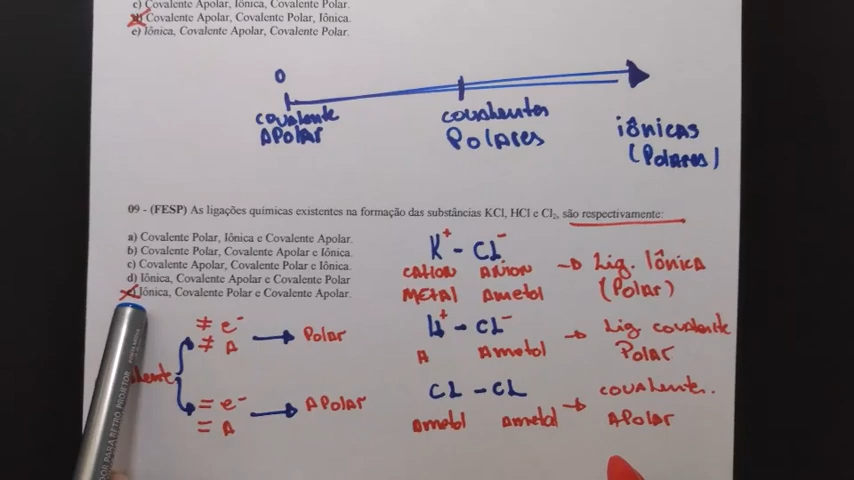 c) Covalente Apolar, Iônica, Covalente Polar.
d) Covalente Apolar, Covalente Polar, Iônica.
e) Iônica, Covalente Apolar, Covalente Polar.
0
covalente
APOLAR
covalentes
POLARES
iônicas
(POLARES)
09 - (FESP) As ligações químicas existentes na formação das substâncias KCl, HCl e Cl₂, são respectivamente:
a) Covalente Polar, Iônica e Covalente Apolar.
b) Covalente Polar, Covalente Apolar e Iônica.
c) Covalente Apolar, Covalente Polar e Iônica.
d) Iônica, Covalente Apolar e Covalente Polar
e) Iônica, Covalente Polar e Covalente Apolar.
K⁺ - CL⁻
CATION ANION → Lig. Iônica
METAL Ametal (Polar)
H⁺ - CL⁻ → Lig covalente
A Ametal POLAR
CL - CL → covalente.
Ametal Ametal APOLAR
≠ e⁻
≠ A → POLAR
= e⁻ → APOLAR
= A